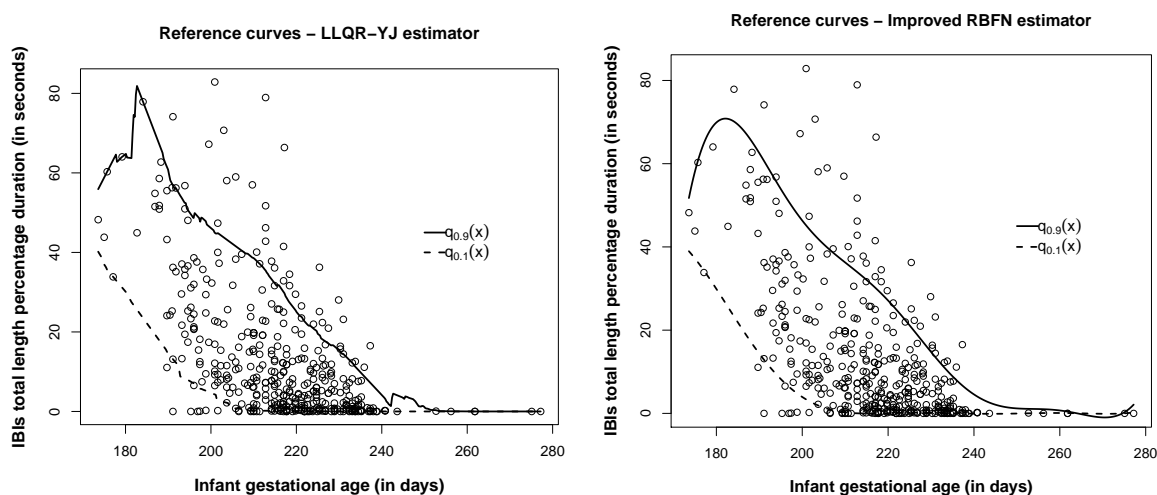 Reference curves – LLQR–YJ estimator
IBIs total length percentage duration (in seconds)
80
60
40
20
0
q0.9(x)
q0.1(x)
180 200 220 240 260 280
Infant gestational age (in days)
Reference curves – Improved RBFN estimator
IBIs total length percentage duration (in seconds)
80
60
40
20
0
q0.9(x)
q0.1(x)
180 200 220 240 260 280
Infant gestational age (in days)